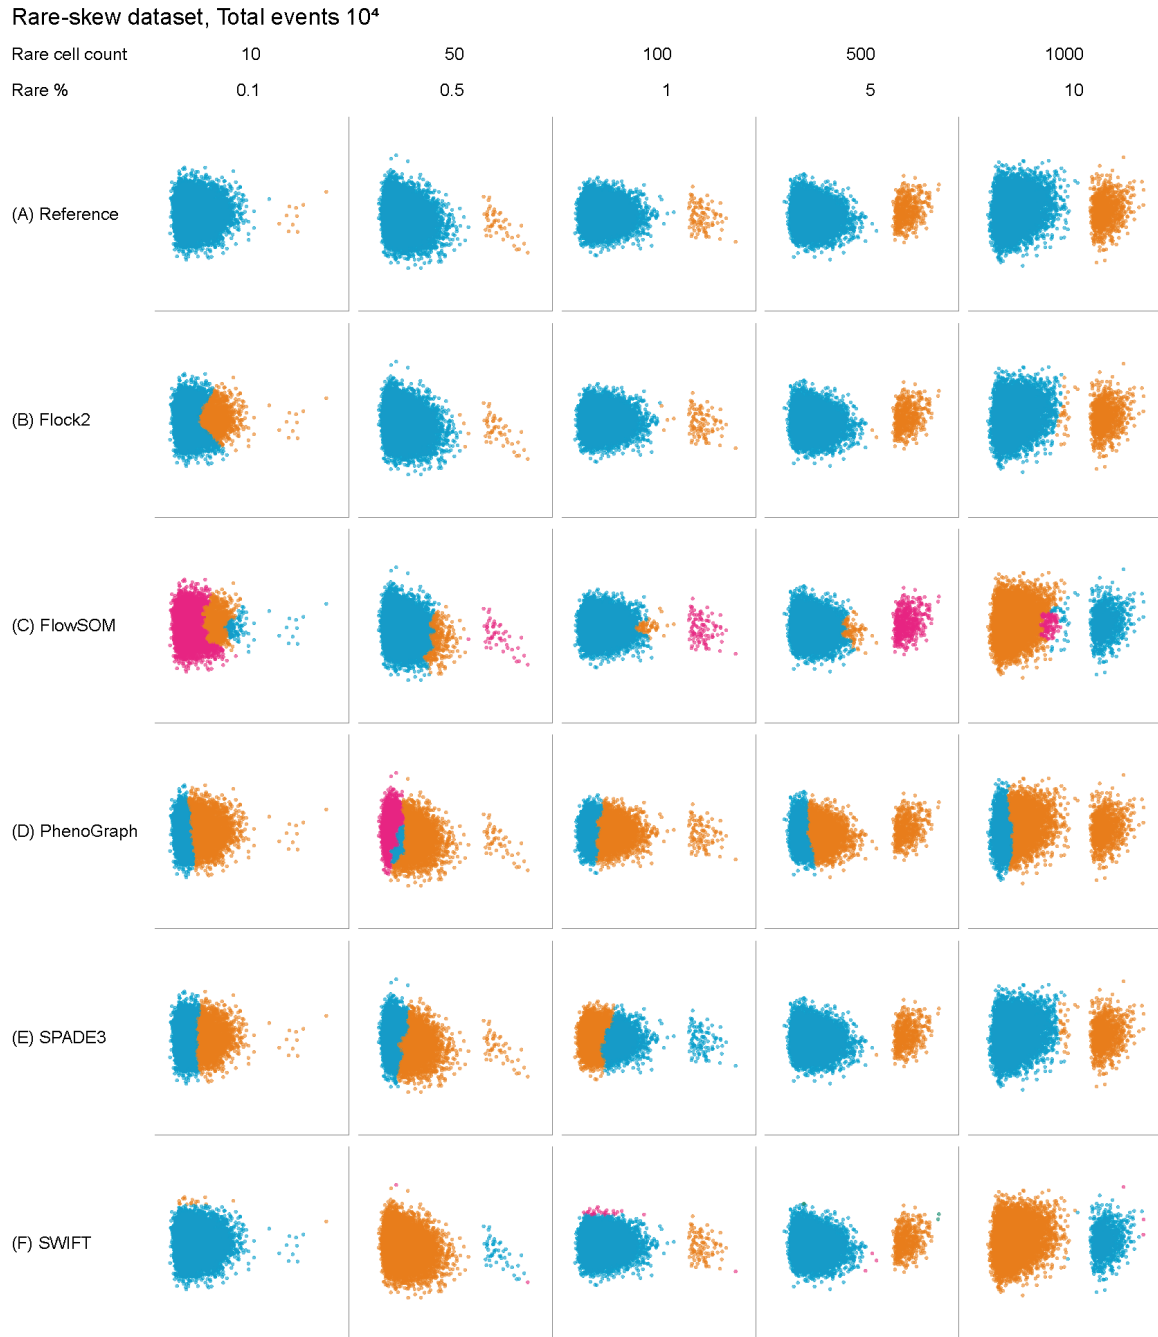 Rare-skew dataset, Total events 10⁴
Rare cell count 10 50 100 500 1000
Rare % 0.1 0.5 1 5 10
(A) Reference
(B) Flock2
(C) FlowSOM
(D) PhenoGraph
(E) SPADE3
(F) SWIFT